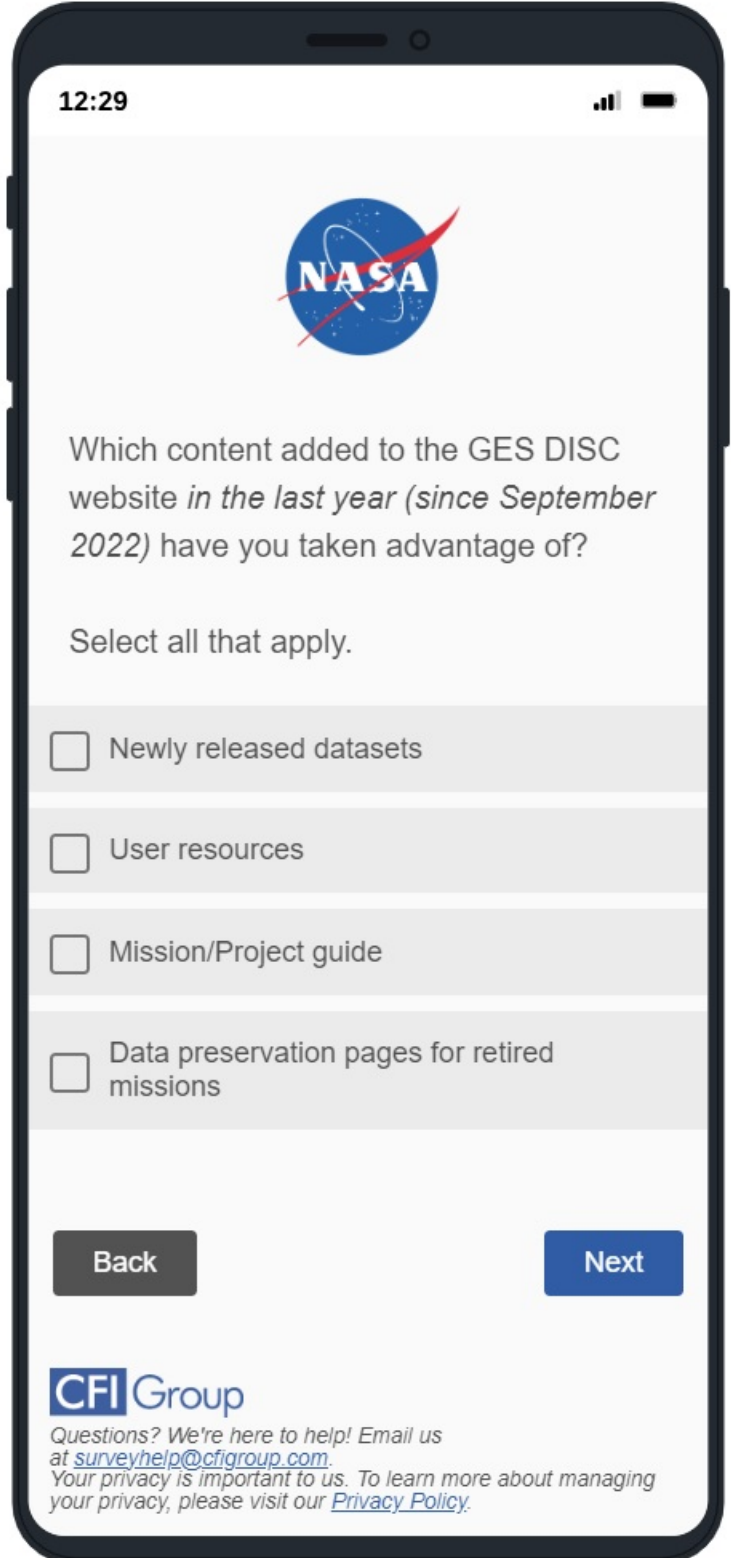 12:29
NASA
Which content added to the GES DISC
website in the last year (since September
2022) have you taken advantage of?
Select all that apply.
Newly released datasets
User resources
Mission/Project guide
Data preservation pages for retired
missions
Back
Next
CFI Group
Questions? We're here to help! Email us
at surveyhelp@cfigroup.com.
Your privacy is important to us. To learn more about managing
your privacy, please visit our Privacy Policy.